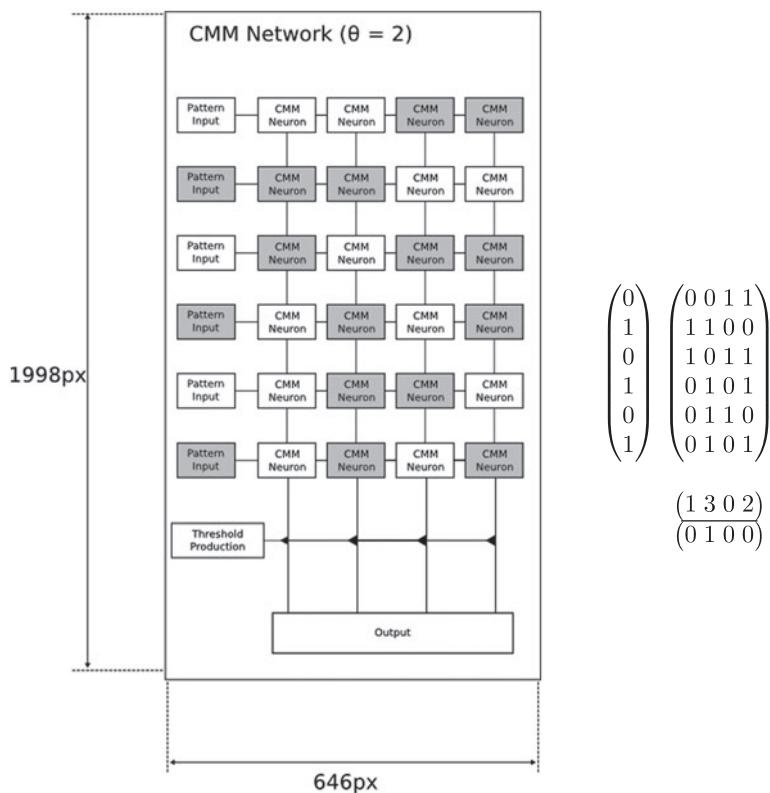 CMM Network (θ = 2)
Pattern Input CMM Neuron CMM Neuron CMM Neuron CMM Neuron
Pattern Input CMM Neuron CMM Neuron CMM Neuron CMM Neuron
Pattern Input CMM Neuron CMM Neuron CMM Neuron CMM Neuron
Pattern Input CMM Neuron CMM Neuron CMM Neuron CMM Neuron
Pattern Input CMM Neuron CMM Neuron CMM Neuron CMM Neuron
Pattern Input CMM Neuron CMM Neuron CMM Neuron CMM Neuron
Threshold
Production
Output
1998px
646px
(0) (0 0 1 1)
(1) (1 1 0 0)
(0) (1 0 1 1)
(1) (0 1 0 1)
(0) (0 1 1 0)
(1) (0 1 0 1)
(1 3 0 2)
(0 1 0 0)